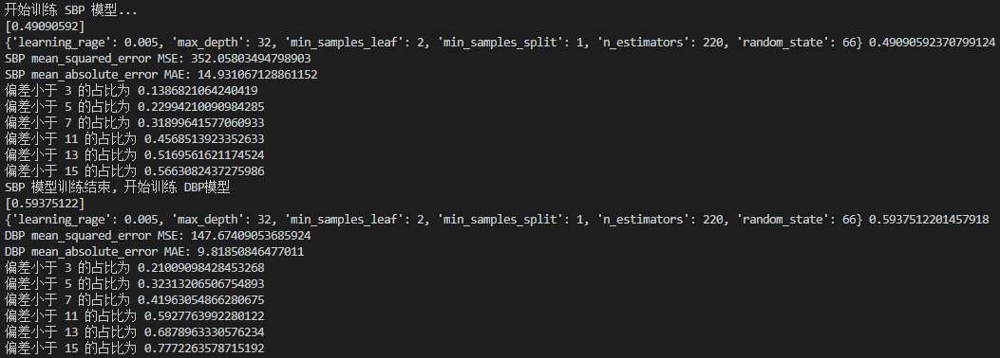 开始训练 SBP 模型...
[0.49090592]
{'learning_rage': 0.005, 'max_depth': 32, 'min_samples_leaf': 2, 'min_samples_split': 1, 'n_estimators': 220, 'random_state': 66} 0.49090592370799124
SBP mean_squared_error MSE: 352.05803494798903
SBP mean_absolute_error MAE: 14.931067128861152
偏差小于 3 的占比为 0.1386821064240419
偏差小于 5 的占比为 0.22994210090984285
偏差小于 7 的占比为 0.31899641577060933
偏差小于 11 的占比为 0.4568513923352633
偏差小于 13 的占比为 0.5169561621174524
偏差小于 15 的占比为 0.5663082437275986
SBP 模型训练结束, 开始训练 DBP模型
[0.59375122]
{'learning_rage': 0.005, 'max_depth': 32, 'min_samples_leaf': 2, 'min_samples_split': 1, 'n_estimators': 220, 'random_state': 66} 0.5937512201457918
DBP mean_squared_error MSE: 147.67409053685924
DBP mean_absolute_error MAE: 9.81850846477011
偏差小于 3 的占比为 0.21009098428453268
偏差小于 5 的占比为 0.32313206506754893
偏差小于 7 的占比为 0.41963054866280675
偏差小于 11 的占比为 0.5927763992280122
偏差小于 13 的占比为 0.6878963330576234
偏差小于 15 的占比为 0.7772263578715192